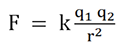 F = k q₁ q₂ / r²